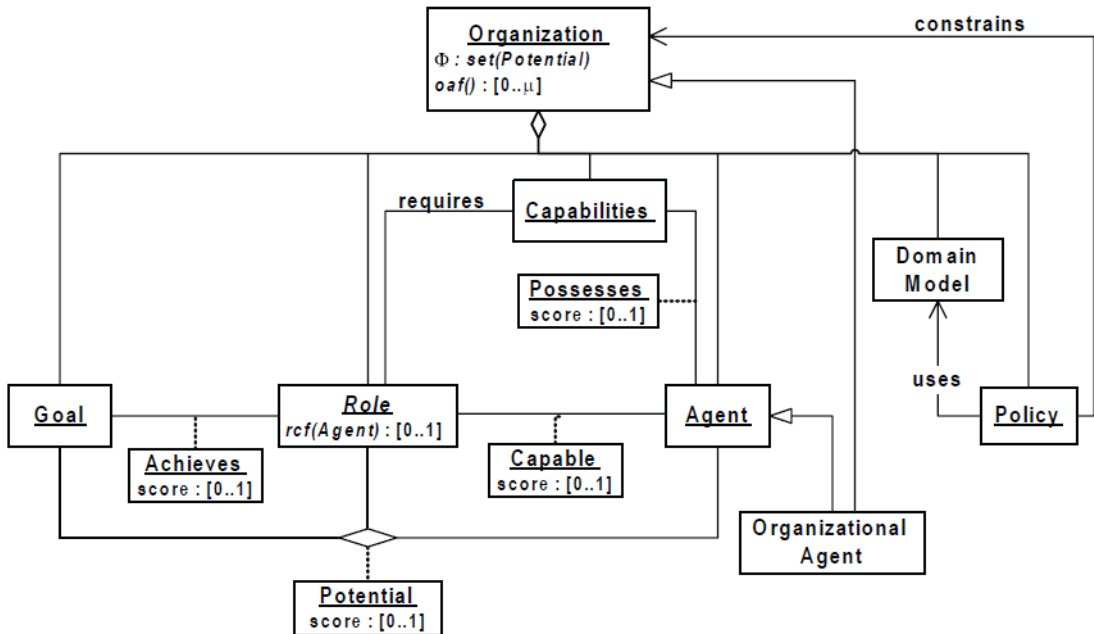 Organization
Φ : set(Potential)
oaf() : [0..μ]
constrains
requires
Capabilities
Domain
Model
Possesses
score : [0..1]
uses
Goal
Role
rcf(Agent) : [0..1]
Agent
Policy
Achieves
score : [0..1]
Capable
score : [0..1]
Organizational
Agent
Potential
score : [0..1]